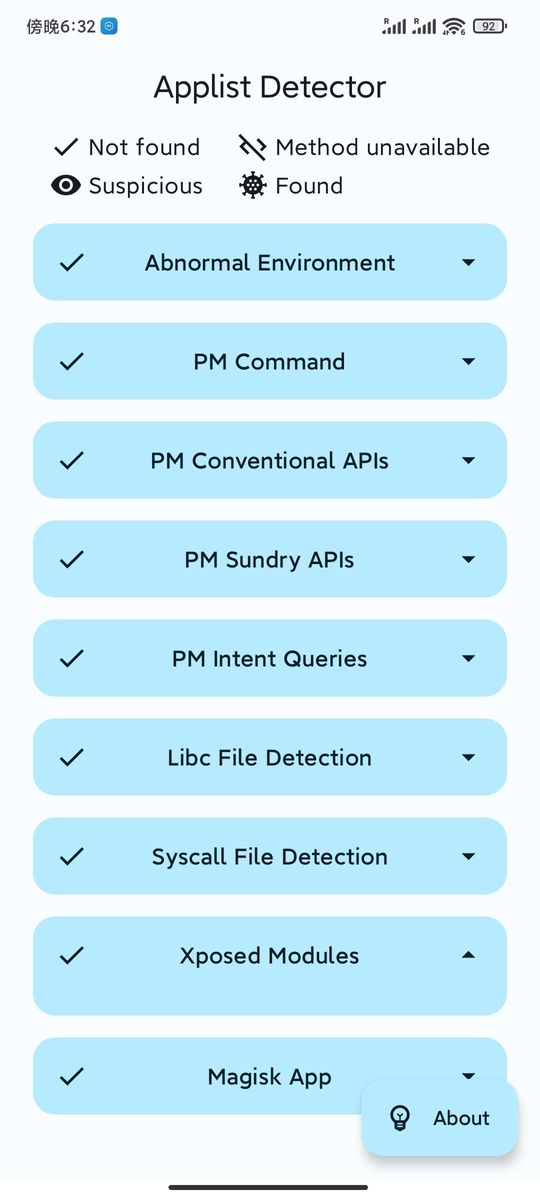 傍晚6:32 R R 6 92
Applist Detector
Not found Method unavailable
Suspicious Found
Abnormal Environment
PM Command
PM Conventional APIs
PM Sundry APIs
PM Intent Queries
Libc File Detection
Syscall File Detection
Xposed Modules
Magisk App
About